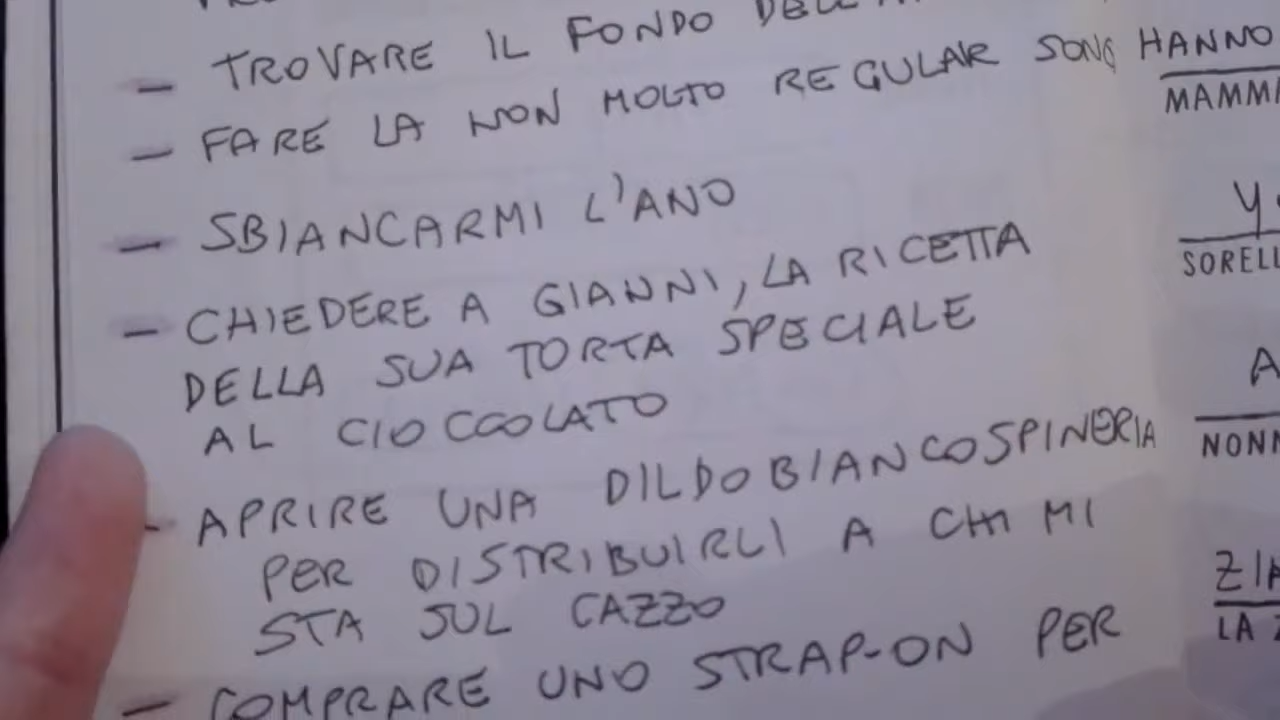 - TROVARE IL FONDO
- FARE LA NON MOLTO REGULAR SONG HANNO
MAMMA
- SBIANCARMI L'ANO
SORELL
- CHIEDERE A GIANNI, LA RICETTA
DELLA SUA TORTA SPECIALE
AL CIOCCOLATO
A
NONN
- APRIRE UNA DILDOBIANCOSPINERIA
PER DISTRIBUIRLI A CHI MI
STA SUL CAZZO
ZIA
LA
- COMPRARE UNO STRAP-ON PER